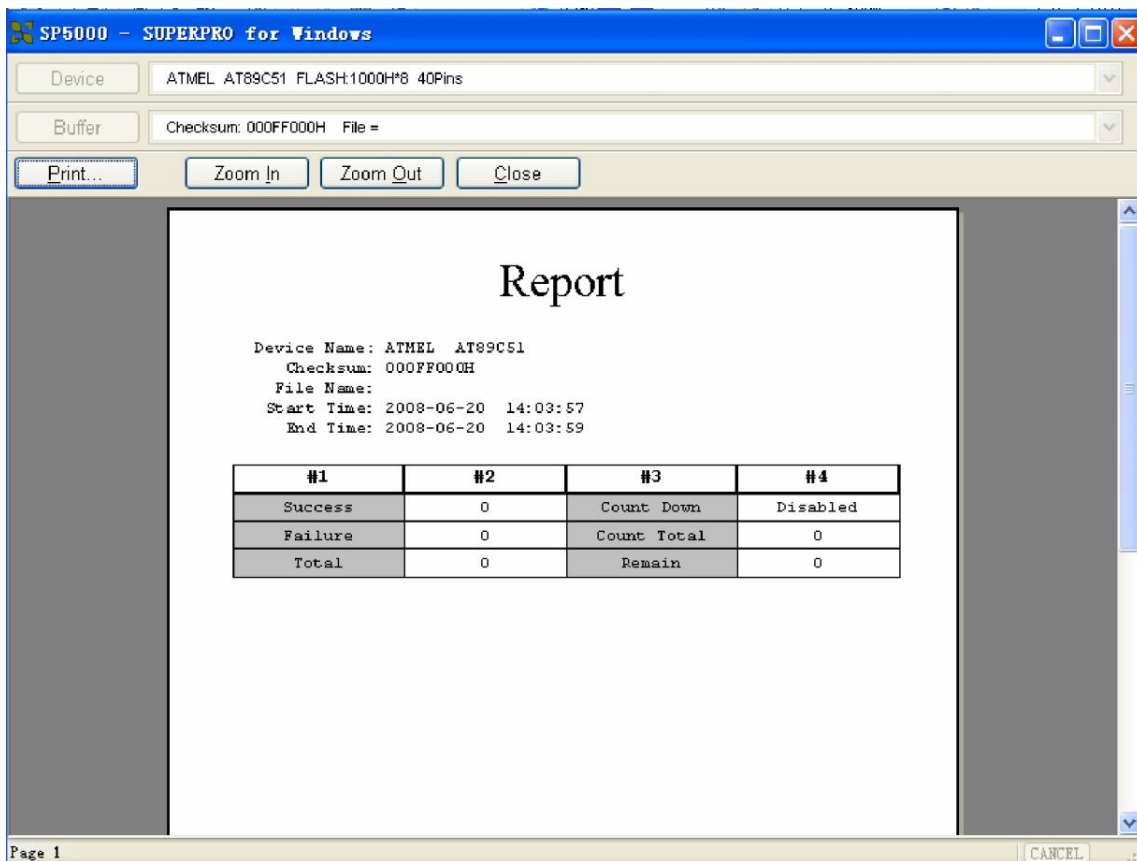 SP5000 - SUPERPRO for Windows
Device ATMEL AT89C51 FLASH:1000H*8 40Pins
Buffer Checksum: 000FF000H File =
Print... Zoom In Zoom Out Close
Report
Device Name: ATMEL AT89C51
Checksum: 000FF000H
File Name:
Start Time: 2008-06-20 14:03:57
End Time: 2008-06-20 14:03:59
#1 #2 #3 #4
Success 0 Count Down Disabled
Failure 0 Count Total 0
Total 0 Remain 0
Page 1 CANCEL